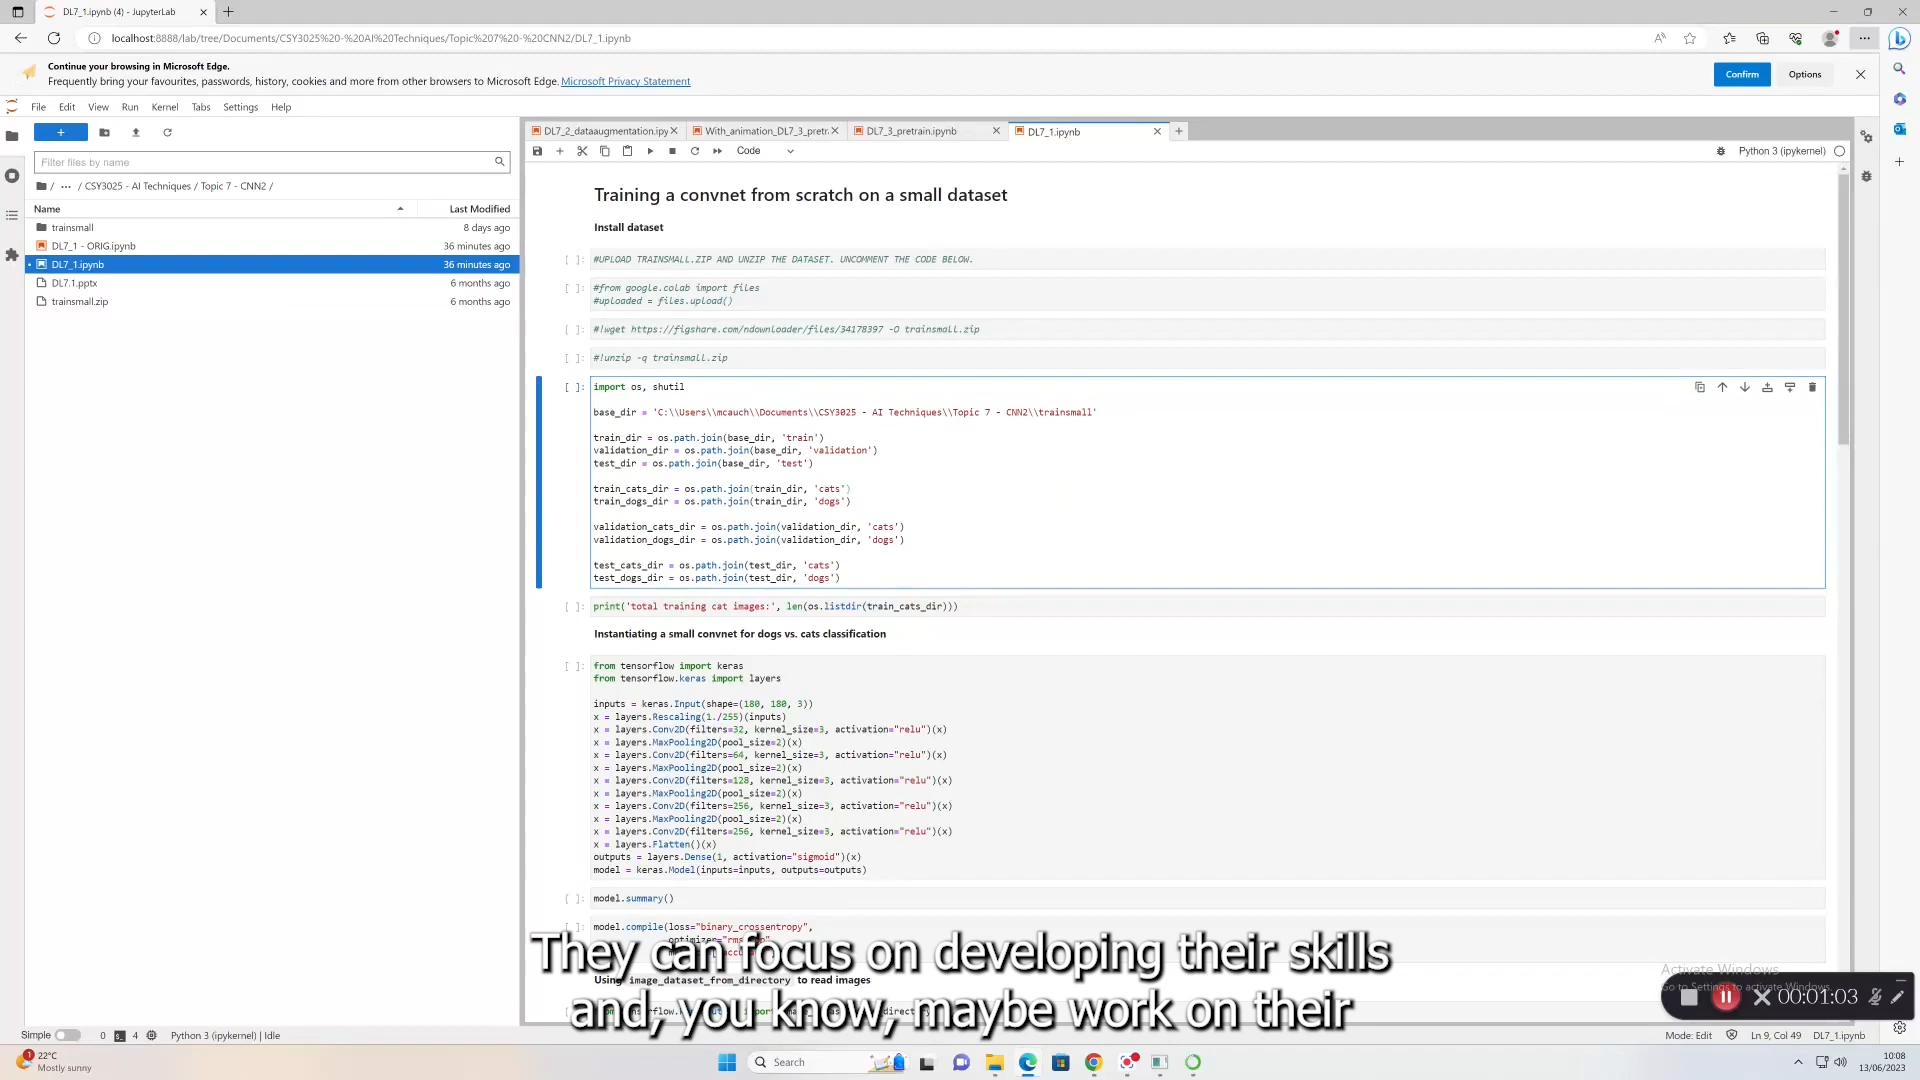 DL7_1.ipynb (4) - JupyterLab
localhost:8888/lab/tree/Documents/CSY3025%20-%20AI%20Techniques/Topic%207%20-%20CNN2/DL7_1.ipynb
Continue your browsing in Microsoft Edge.
Frequently bring your favourites, passwords, history, cookies and more from other browsers to Microsoft Edge. Microsoft Privacy Statement
Confirm
Options
File Edit View Run Kernel Tabs Settings Help
Filter files by name
/ ··· / CSY3025 - AI Techniques / Topic 7 - CNN2 /
Name Last Modified
trainsmall 8 days ago
DL7_1 - ORIG.ipynb 36 minutes ago
DL7_1.ipynb 36 minutes ago
DL7.1.pptx 6 months ago
trainsmall.zip 6 months ago
DL7_2_dataaugmentation.ipy With_animation_DL7_3_pretr DL7_3_pretrain.ipynb DL7_1.ipynb
Code
Python 3 (ipykernel)
Training a convnet from scratch on a small dataset
Install dataset
[ ]: #UPLOAD TRAINSMALL.ZIP AND UNZIP THE DATASET. UNCOMMENT THE CODE BELOW.
[ ]: #from google.colab import files
#uploaded = files.upload()
[ ]: #!wget https://figshare.com/ndownloader/files/34178397 -O trainsmall.zip
[ ]: #!unzip -q trainsmall.zip
[ ]: import os, shutil
base_dir = 'C:\\Users\\mcauch\\Documents\\CSY3025 - AI Techniques\\Topic 7 - CNN2\\trainsmall'
train_dir = os.path.join(base_dir, 'train')
validation_dir = os.path.join(base_dir, 'validation')
test_dir = os.path.join(base_dir, 'test')
train_cats_dir = os.path.join(train_dir, 'cats')
train_dogs_dir = os.path.join(train_dir, 'dogs')
validation_cats_dir = os.path.join(validation_dir, 'cats')
validation_dogs_dir = os.path.join(validation_dir, 'dogs')
test_cats_dir = os.path.join(test_dir, 'cats')
test_dogs_dir = os.path.join(test_dir, 'dogs')
[ ]: print('total training cat images:', len(os.listdir(train_cats_dir)))
Instantiating a small convnet for dogs vs. cats classification
[ ]: from tensorflow import keras
from tensorflow.keras import layers
inputs = keras.Input(shape=(180, 180, 3))
x = layers.Rescaling(1./255)(inputs)
x = layers.Conv2D(filters=32, kernel_size=3, activation="relu")(x)
x = layers.MaxPooling2D(pool_size=2)(x)
x = layers.Conv2D(filters=64, kernel_size=3, activation="relu")(x)
x = layers.MaxPooling2D(pool_size=2)(x)
x = layers.Conv2D(filters=128, kernel_size=3, activation="relu")(x)
x = layers.MaxPooling2D(pool_size=2)(x)
x = layers.Conv2D(filters=256, kernel_size=3, activation="relu")(x)
x = layers.MaxPooling2D(pool_size=2)(x)
x = layers.Conv2D(filters=256, kernel_size=3, activation="relu")(x)
x = layers.Flatten()(x)
outputs = layers.Dense(1, activation="sigmoid")(x)
model = keras.Model(inputs=inputs, outputs=outputs)
[ ]: model.summary()
[ ]: model.compile(loss="binary_crossentropy",
They can focus on developing their skills
Using image_dataset_from_directory to read images
and, you know, maybe work on their
Activate Windows
Go to Settings to activate Windows.
00:01:03
Simple 0 4 Python 3 (ipykernel) | Idle
Mode: Edit Ln 9, Col 49 DL7_1.ipynb
1
22°C
Mostly sunny
Search
10:08
13/06/2023